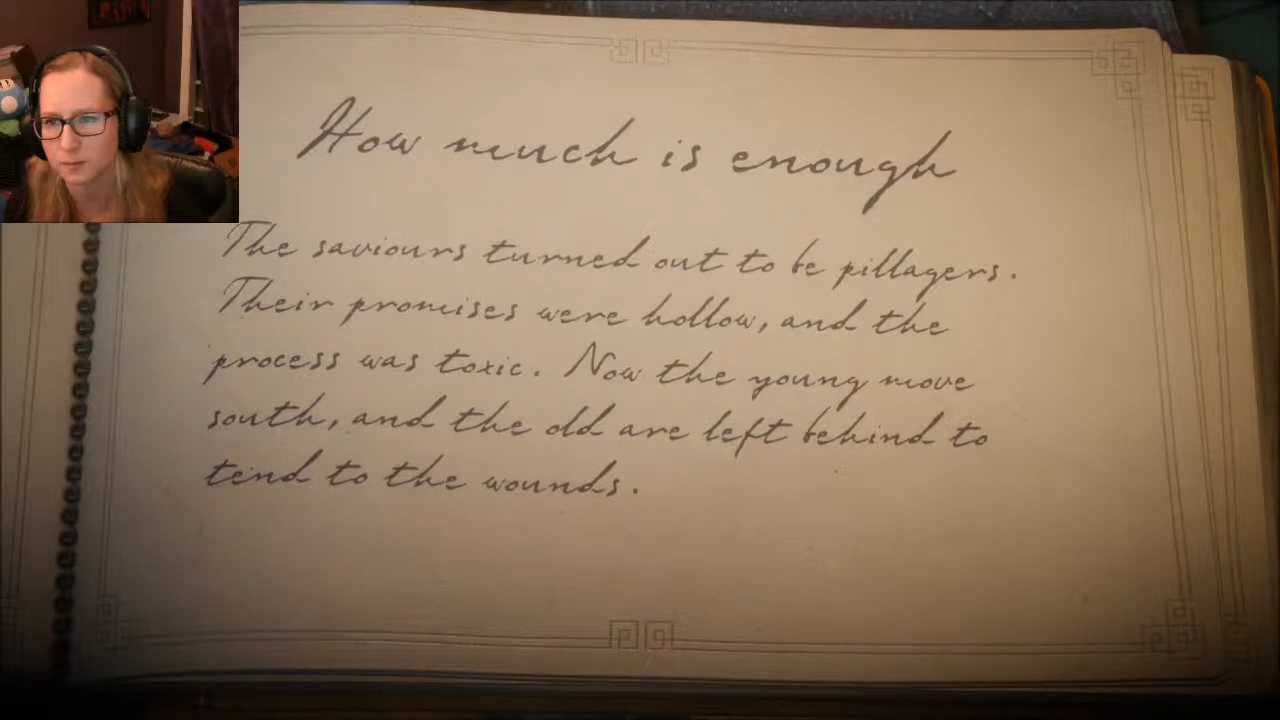 How much is enough
The saviours turned out to be pillagers.
Their promises were hollow, and the
process was toxic. Now the young move
south, and the old are left behind to
tend to the wounds.